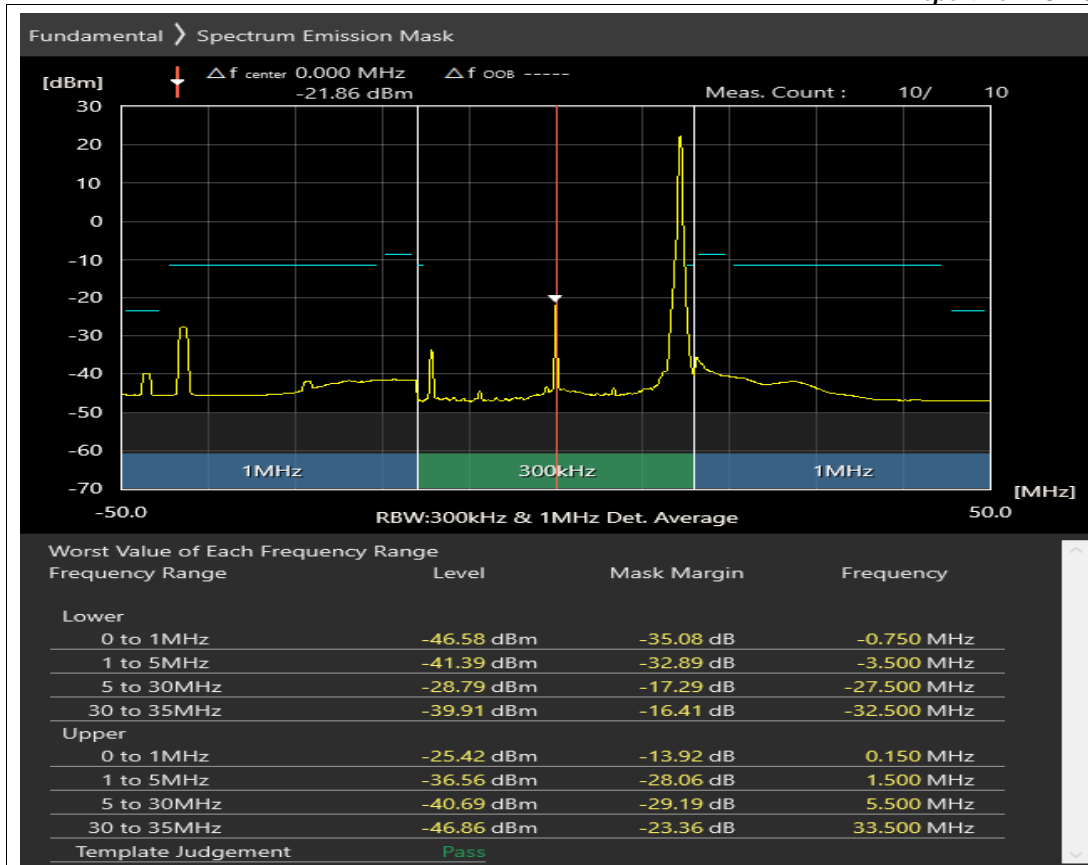 Fundamental ❯ Spectrum Emission Mask
[dBm] △f center 0.000 MHz △f OOB -----
-21.86 dBm Meas. Count : 10/ 10
30
20
10
0
-10
-20
-30
-40
-50
-60
-70
1MHz 300kHz 1MHz
[MHz]
-50.0 RBW:300kHz & 1MHz Det. Average 50.0
Worst Value of Each Frequency Range
Frequency Range Level Mask Margin Frequency
Lower
0 to 1MHz -46.58 dBm -35.08 dB -0.750 MHz
1 to 5MHz -41.39 dBm -32.89 dB -3.500 MHz
5 to 30MHz -28.79 dBm -17.29 dB -27.500 MHz
30 to 35MHz -39.91 dBm -16.41 dB -32.500 MHz
Upper
0 to 1MHz -25.42 dBm -13.92 dB 0.150 MHz
1 to 5MHz -36.56 dBm -28.06 dB 1.500 MHz
5 to 30MHz -40.69 dBm -29.19 dB 5.500 MHz
30 to 35MHz -46.86 dBm -23.36 dB 33.500 MHz
Template Judgement Pass